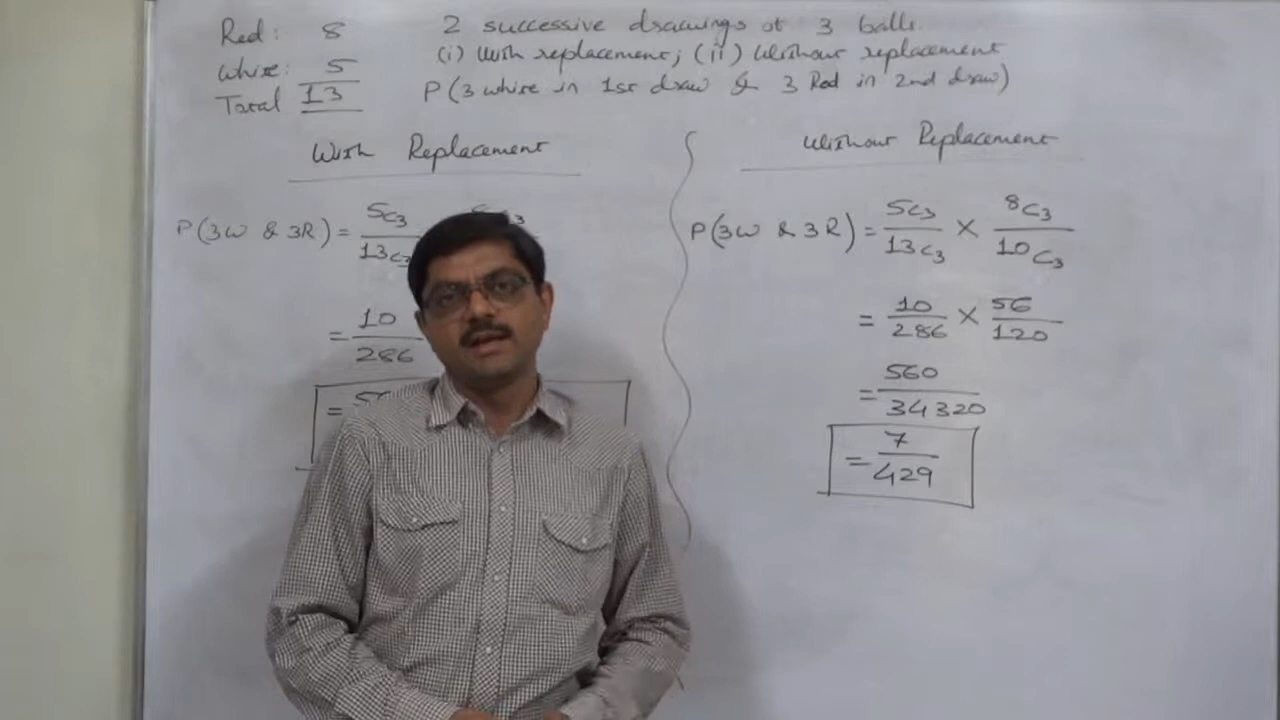 Red: 8
White: 5
Total 13
2 successive drawings of 3 balls.
(i) With replacement; (ii) Without replacement
P(3 white in 1st draw & 3 Red in 2nd draw)
With Replacement
P(3W & 3R) = 5C3 / 13C3
= 10 / 286
= 56
Without Replacement
P(3W & 3R) = 5C3 / 13C3 × 8C3 / 10C3
= 10 / 286 × 56 / 120
= 560 / 34320
= 7 / 429